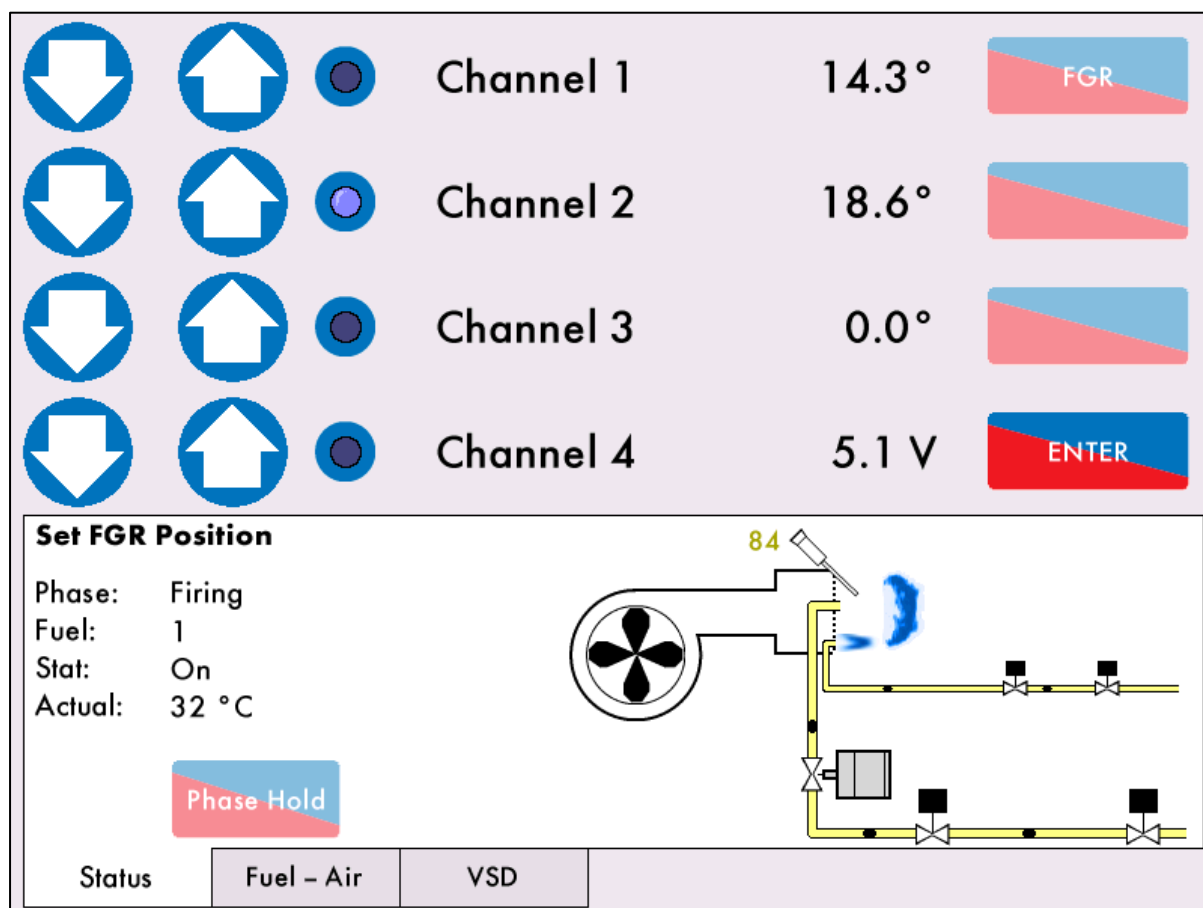 Channel 1 14.3° FGR
Channel 2 18.6°
Channel 3 0.0°
Channel 4 5.1 V ENTER
Set FGR Position
84
Phase: Firing
Fuel: 1
Stat: On
Actual: 32 °C
Phase Hold
Status Fuel – Air VSD